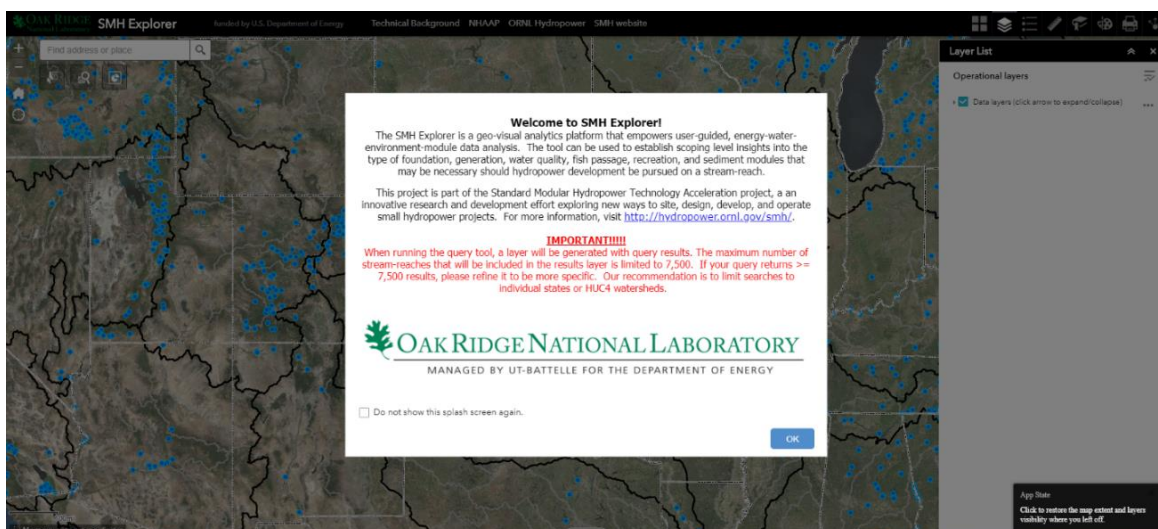 OAK RIDGE
National Laboratory
SMH Explorer
funded by U.S. Department of Energy
Technical Background NHAAP ORNL Hydropower SMH website
Find address or place
Layer List
Operational layers
Data layers (click arrow to expand/collapse)
Welcome to SMH Explorer!
The SMH Explorer is a geo-visual analytics platform that empowers user-guided, energy-water-
environment-module data analysis. The tool can be used to establish scoping level insights into the
type of foundation, generation, water quality, fish passage, recreation, and sediment modules that
may be necessary should hydropower development be pursued on a stream-reach.
This project is part of the Standard Modular Hydropower Technology Acceleration project, a an
innovative research and development effort exploring new ways to site, design, develop, and operate
small hydropower projects. For more information, visit http://hydropower.ornl.gov/smh/.
IMPORTANT!!!!!
When running the query tool, a layer will be generated with query results. The maximum number of
stream-reaches that will be included in the results layer is limited to 7,500. If your query returns >=
7,500 results, please refine it to be more specific. Our recommendation is to limit searches to
individual states or HUC4 watersheds.
OAK RIDGE NATIONAL LABORATORY
MANAGED BY UT-BATTELLE FOR THE DEPARTMENT OF ENERGY
Do not show this splash screen again.
OK
App State
Click to restore the map extent and layers
visibility where you left off.